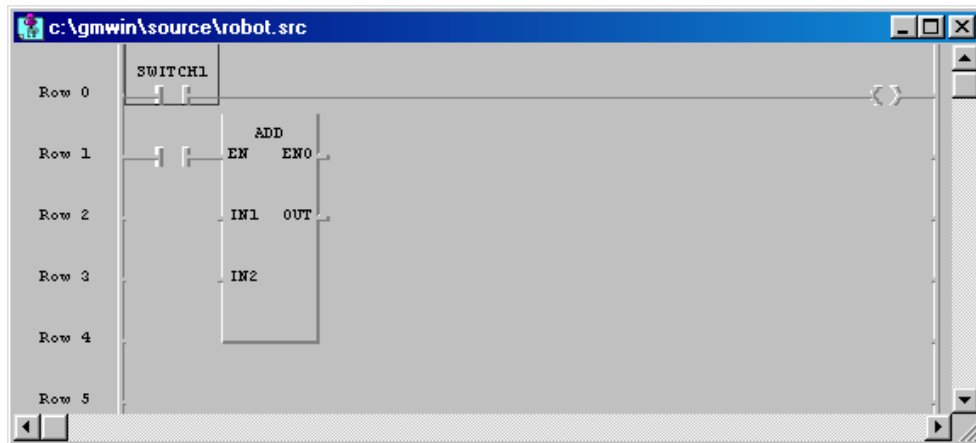 c:\gmwin\source\robot.src
SWITCH1
Row 0
ADD
Row 1 EN ENO
Row 2 IN1 OUT
Row 3 IN2
Row 4
Row 5